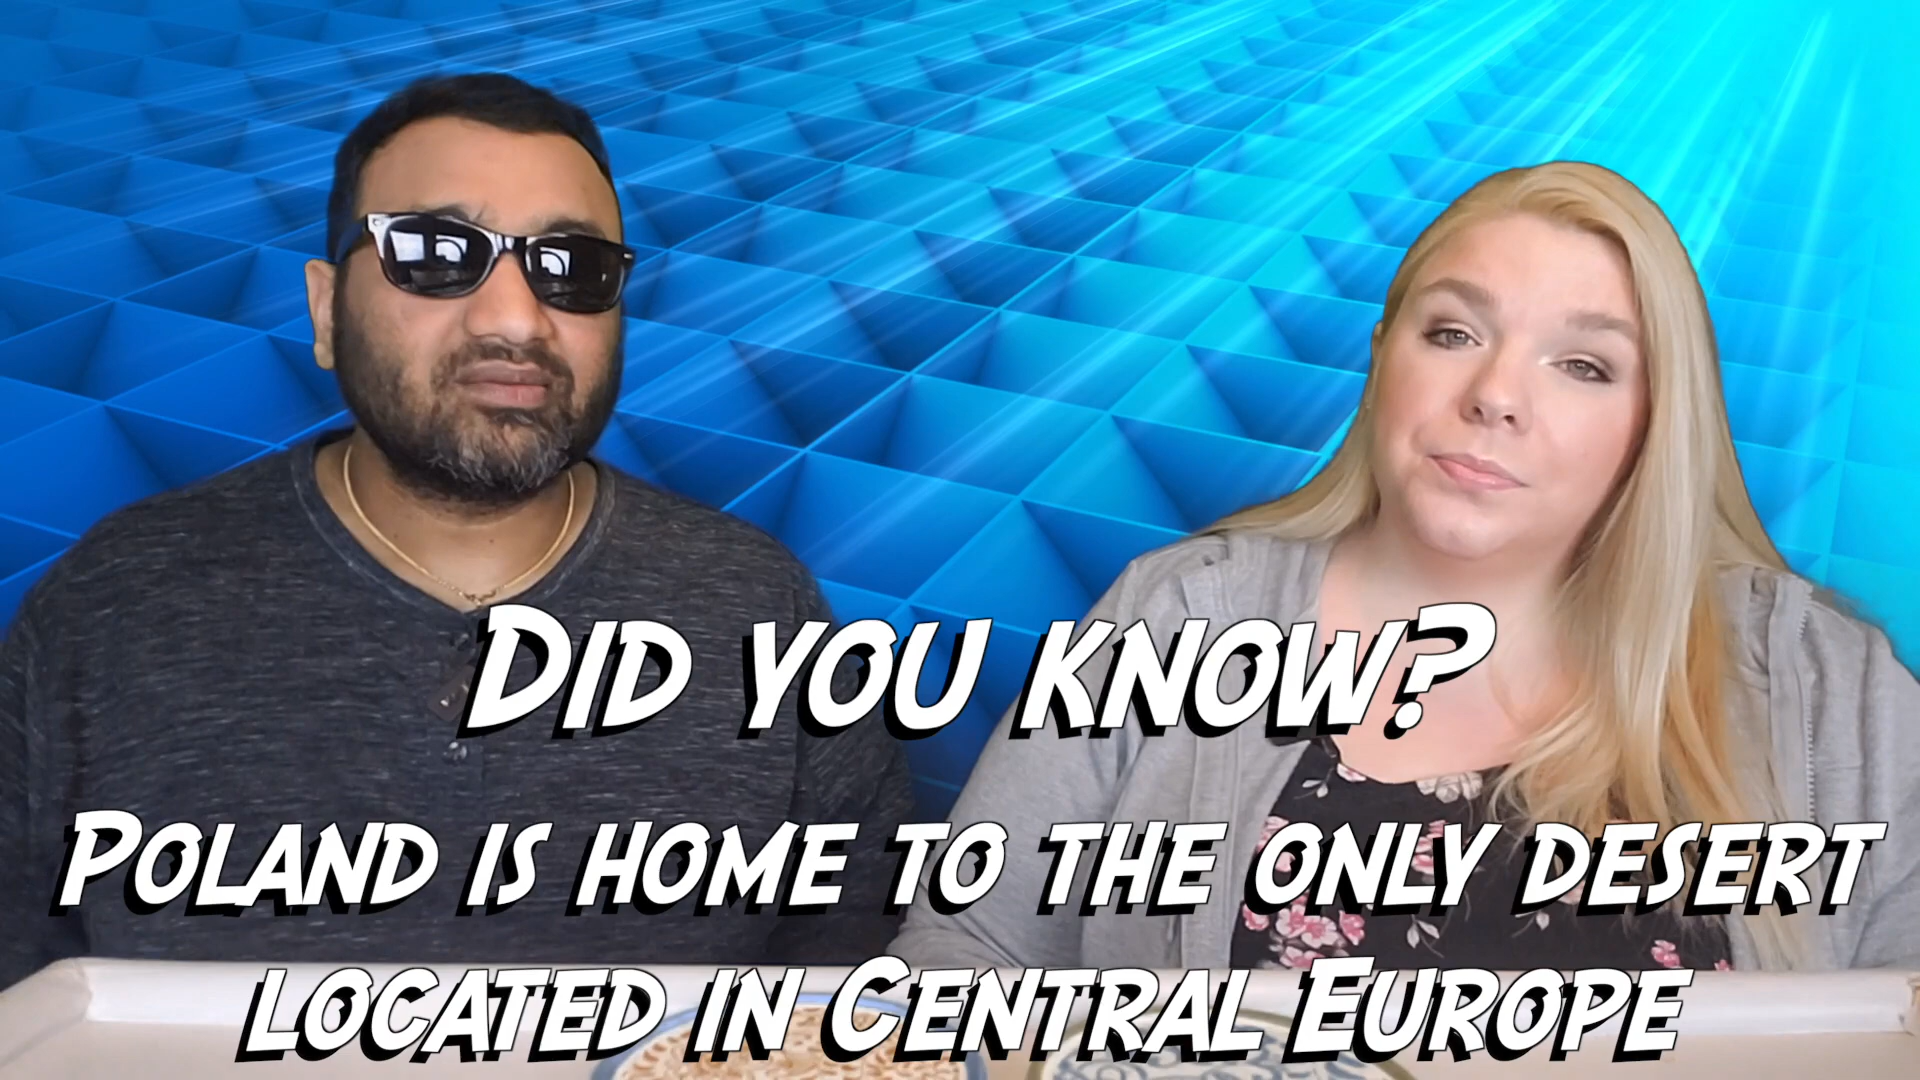 Did you know?
Poland is home to the only desert
located in Central Europe